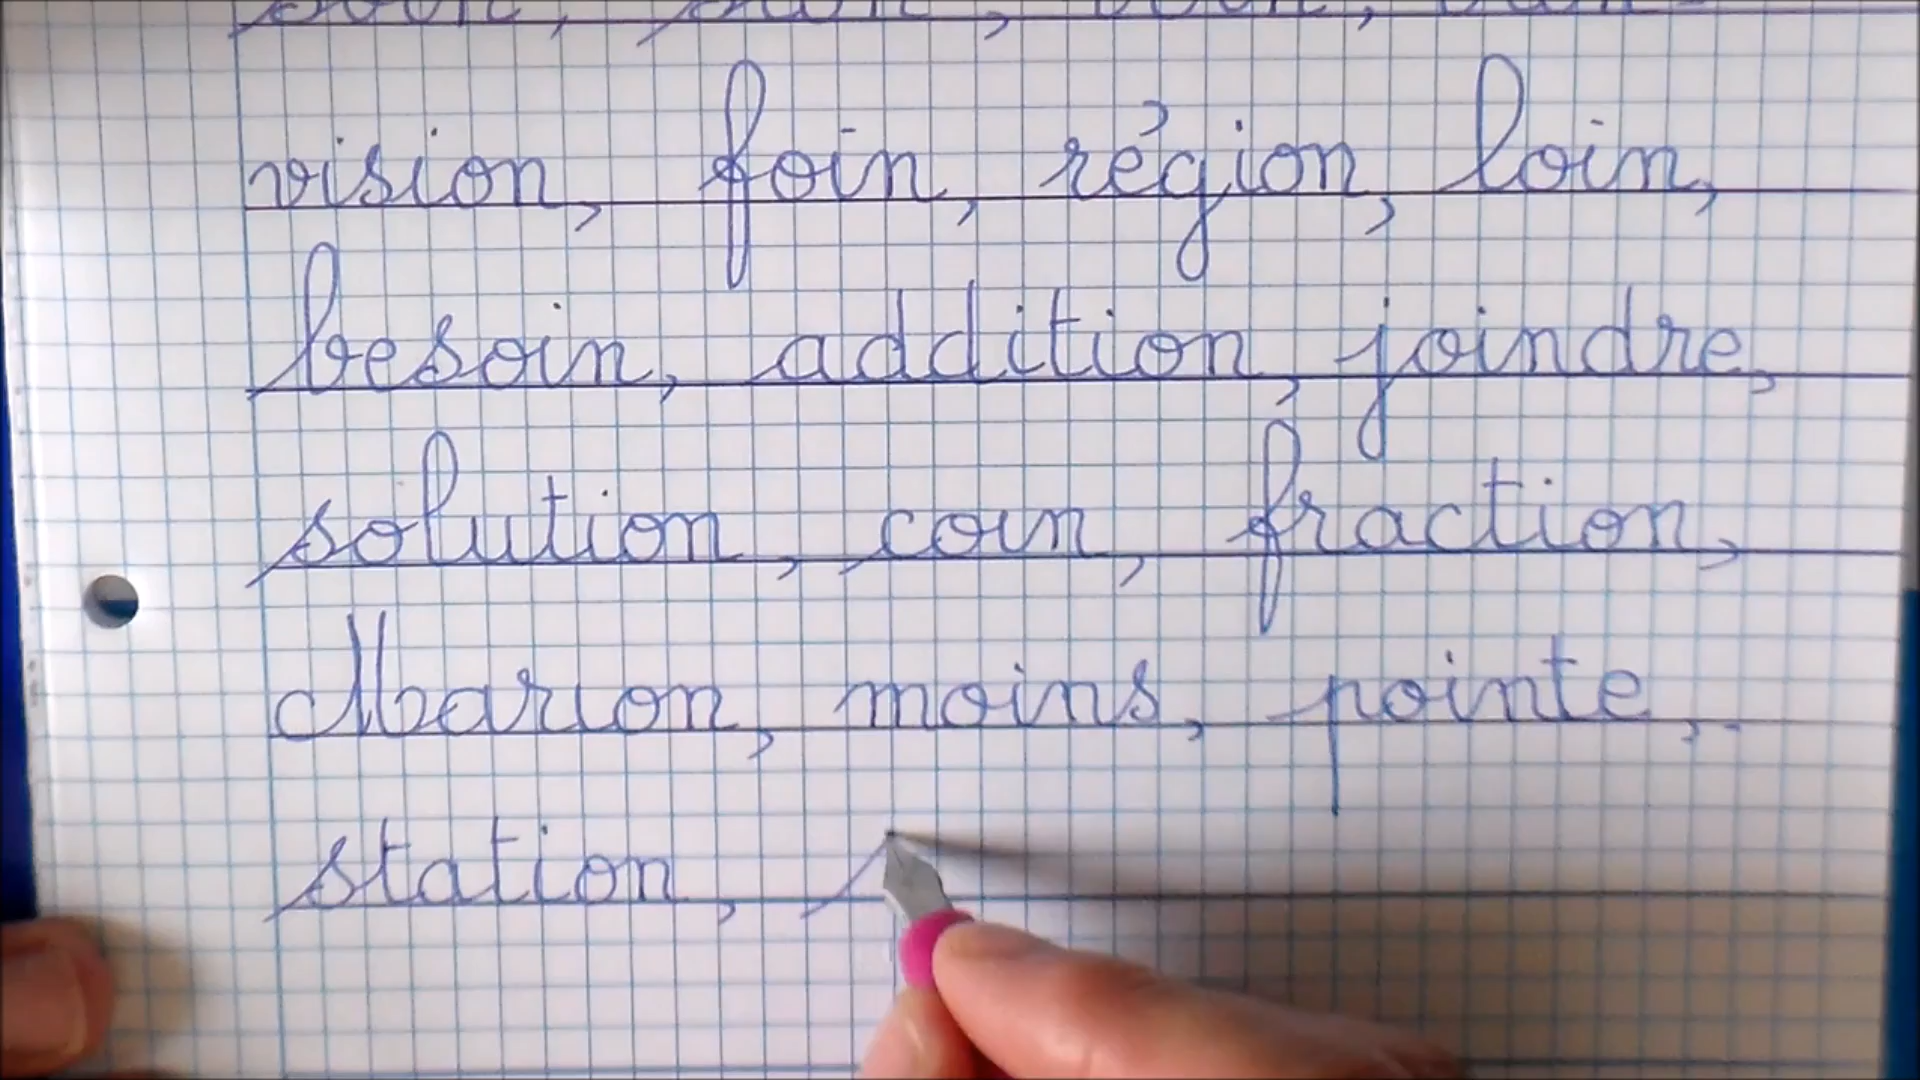 vision, foin, région, loin,
besoin, addition, joindre,
solution, coin, fraction,
Marion, moins, pointe,
station,